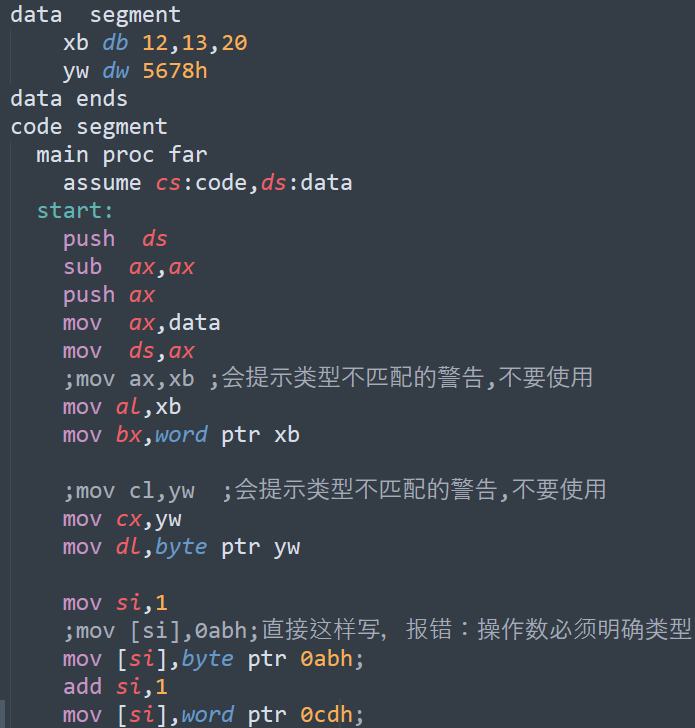 data  segment
    xb db 12,13,20
    yw dw 5678h
data ends
code segment
  main proc far
    assume cs:code,ds:data
  start:
    push  ds
    sub  ax,ax
    push ax
    mov  ax,data
    mov  ds,ax
    ;mov ax,xb ;会提示类型不匹配的警告,不要使用
    mov al,xb
    mov bx,word ptr xb

    ;mov cl,yw  ;会提示类型不匹配的警告,不要使用
    mov cx,yw
    mov dl,byte ptr yw

    mov si,1
    ;mov [si],0abh;直接这样写，报错：操作数必须明确类型
    mov [si],byte ptr 0abh;
    add si,1
    mov [si],word ptr 0cdh;